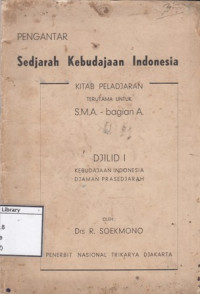 PENGANTAR
Sedjarah Kebudajaan Indonesia
KITAB PELADJARAN
TERUTAMA UNTUK
S.M.A. - bagian A.
DJILID I
KEBUDAJAAN INDONESIA
DJAMAN PRASEDJARAH
oleh
Drs R. SOEKMONO
PENERBIT NASIONAL TRIKARYA DJAKARTA
Library